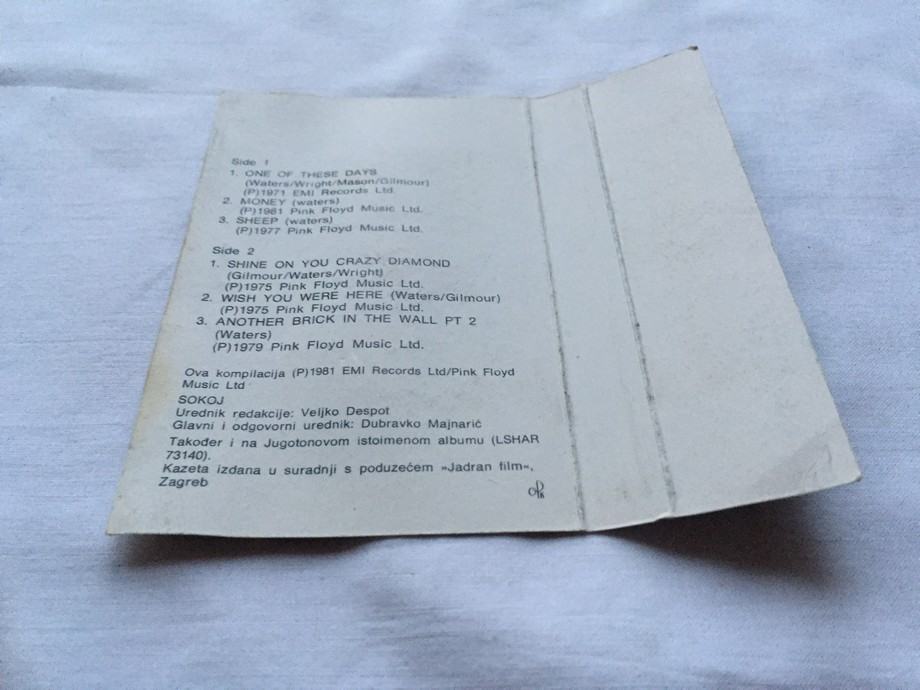 Side 1
1. ONE OF THESE DAYS
(Waters/Wright/Mason/Gilmour)
(P)1971 EMI Records Ltd.
2. MONEY (waters)
(P)1981 Pink Floyd Music Ltd.
3. SHEEP (waters)
(P)1977 Pink Floyd Music Ltd.
Side 2
1. SHINE ON YOU CRAZY DIAMOND
(Gilmour/Waters/Wright)
(P)1975 Pink Floyd Music Ltd.
2. WISH YOU WERE HERE (Waters/Gilmour)
(P)1975 Pink Floyd Music Ltd.
3. ANOTHER BRICK IN THE WALL PT 2
(Waters)
(P)1979 Pink Floyd Music Ltd.
Ova kompilacija (P)1981 EMI Records Ltd/Pink Floyd
Music Ltd
SOKOJ
Urednik redakcije: Veljko Despot
Glavni i odgovorni urednik: Dubravko Majnarić
Također i na Jugotonovom istoimenom albumu (LSHAR
73140).
Kazeta izdana u suradnji s poduzećem »Jadran film«,
Zagreb